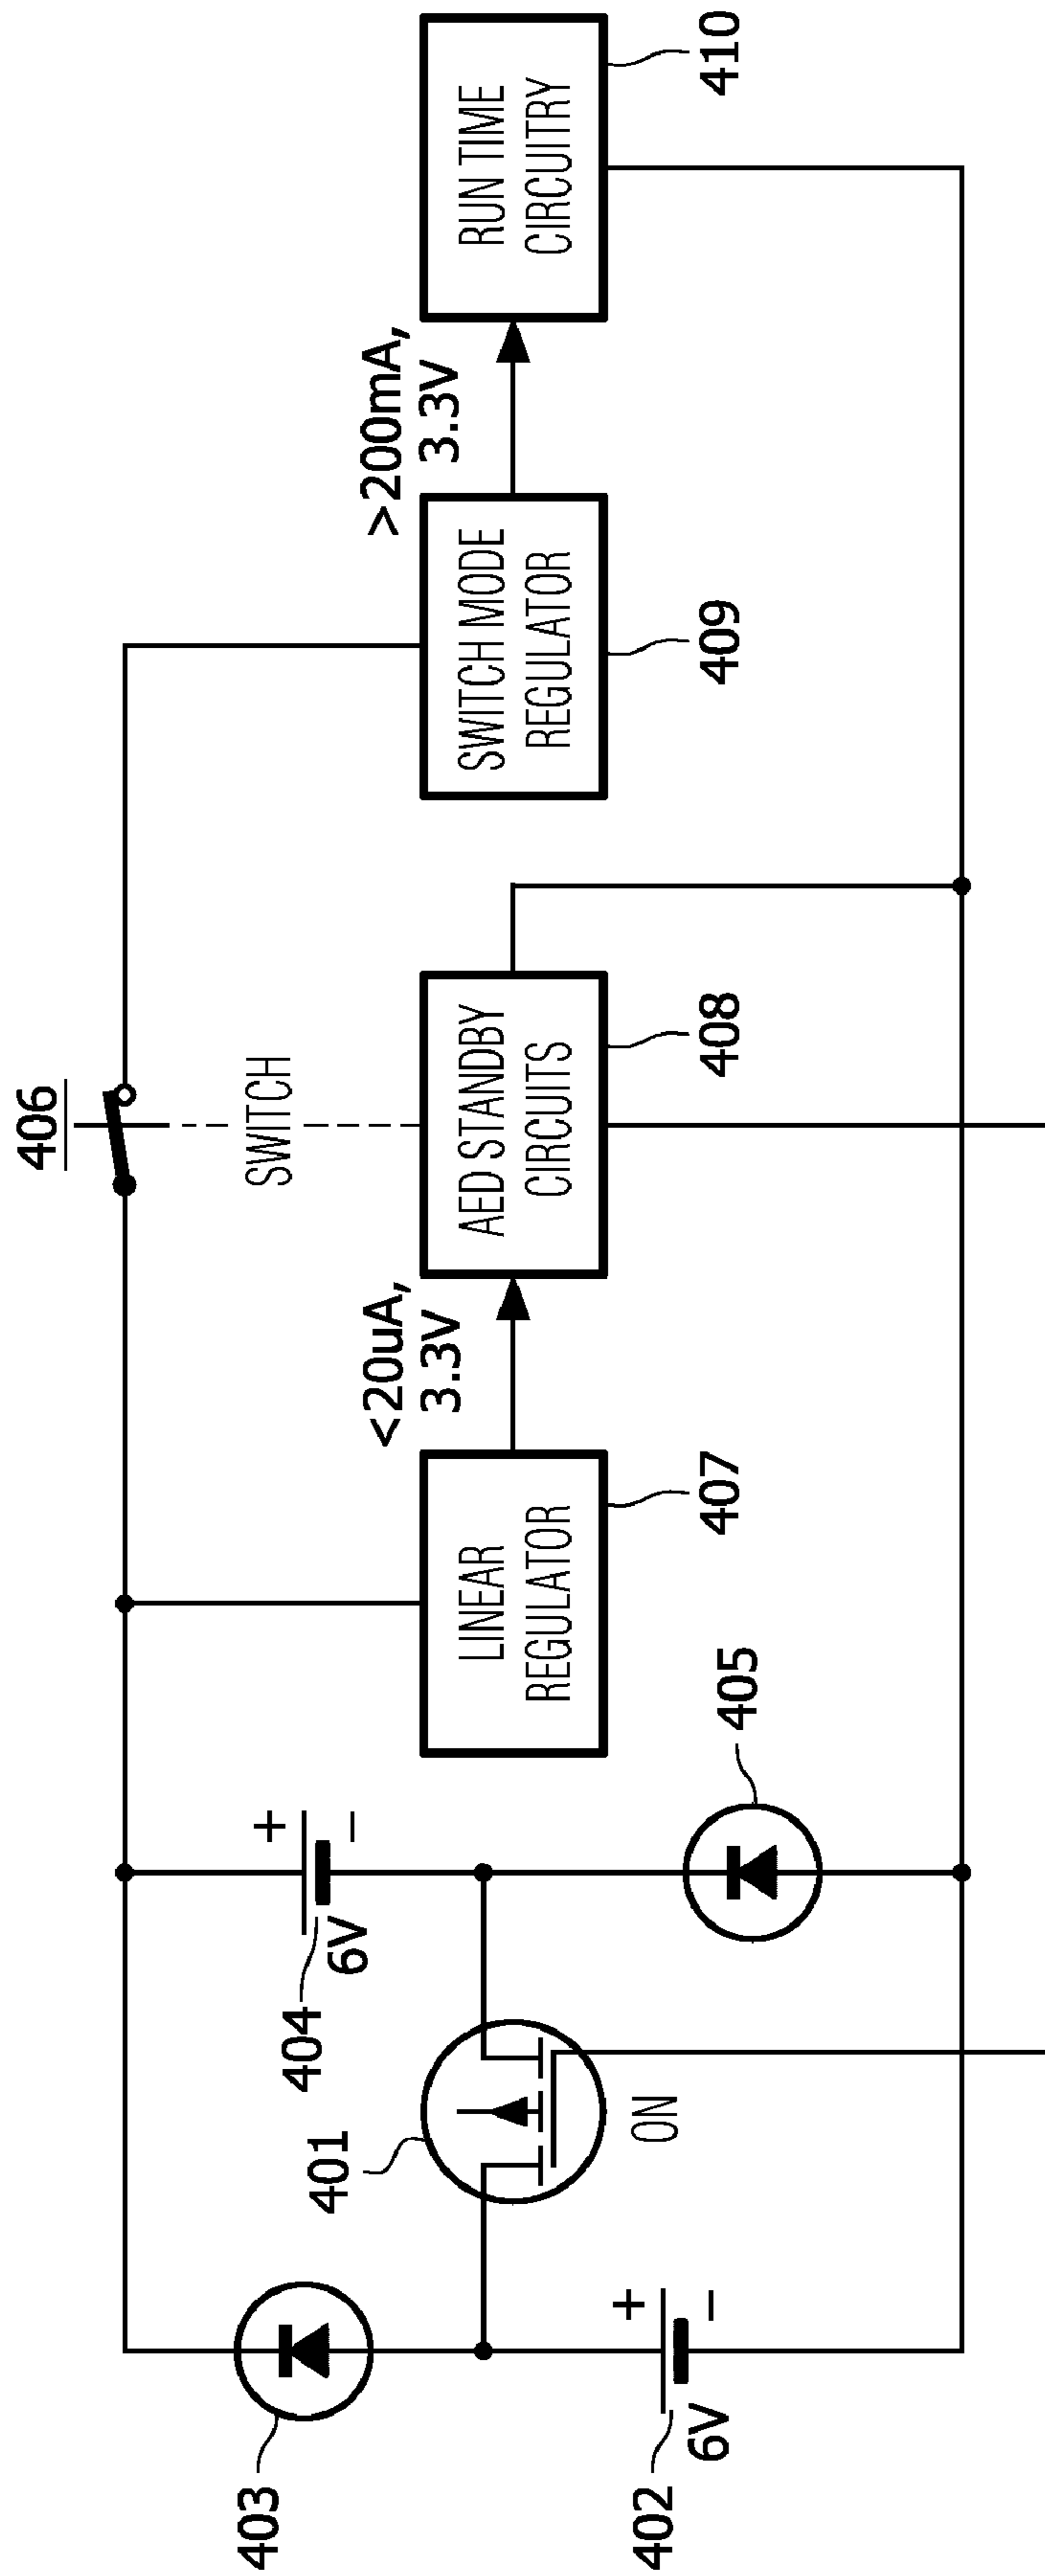 406
SWITCH
>200mA,
3.3V
<20uA,
3.3V
+
404
6V
−
LINEAR
REGULATOR
407
AED STANDBY
CIRCUITS
408
SWITCH MODE
REGULATOR
409
RUN TIME
CIRCUITRY
410
403
401
ON
405
+
402
6V
−